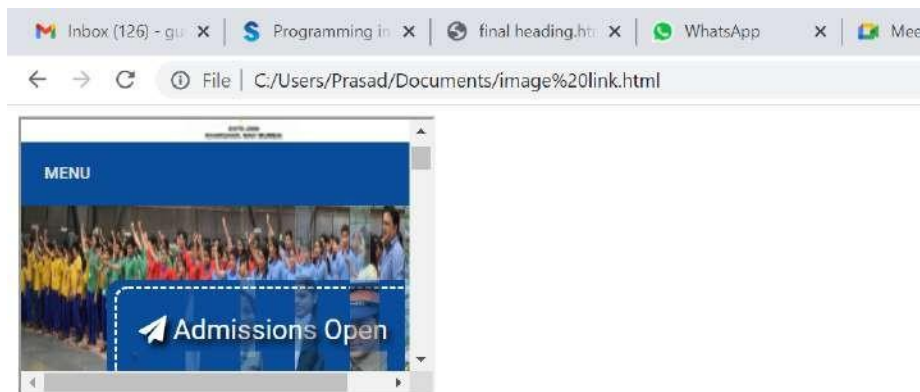 Inbox (126) - gu Programming in final heading.ht WhatsApp Mee
File C:/Users/Prasad/Documents/image%20link.html
MENU
Admissions Open